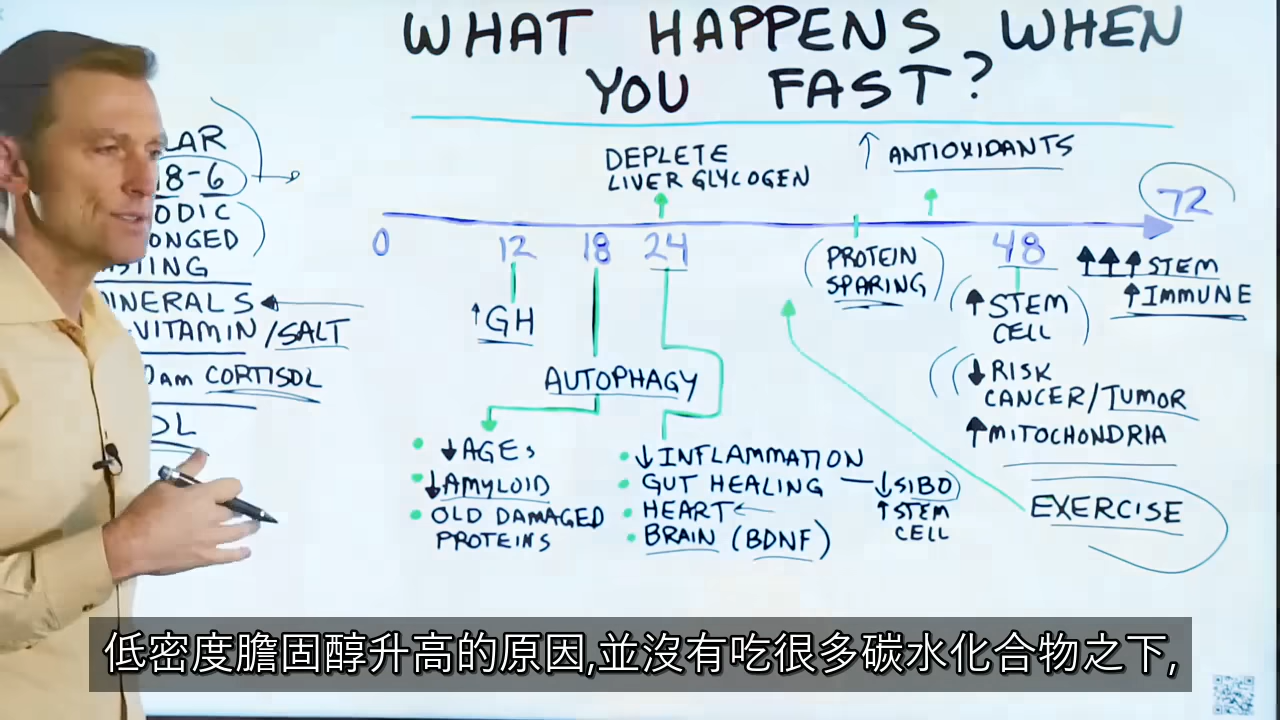 WHAT HAPPENS WHEN
YOU FAST?
LAR
18-6
ODIC
ONGED
STING
INERALS
-VITAMIN/SALT
0am CORTISOL
OL
DEPLETE
LIVER GLYCOGEN
↑ ANTIOXIDANTS
0
12
18
24
48
72
(PROTEIN
SPARING)
↑GH
AUTOPHAGY
• ↓AGEs
• ↓AMYLOID
• OLD DAMAGED
PROTEINS
• ↓INFLAMMATION
• GUT HEALING — ↓SIBO
• HEART ←
• BRAIN (BDNF)
↑STEM
CELL
(↑STEM
CELL)
↓RISK
CANCER/TUMOR
↑MITOCHONDRIA
↑↑↑STEM
↑IMMUNE
EXERCISE
低密度膽固醇升高的原因,並沒有吃很多碳水化合物之下,